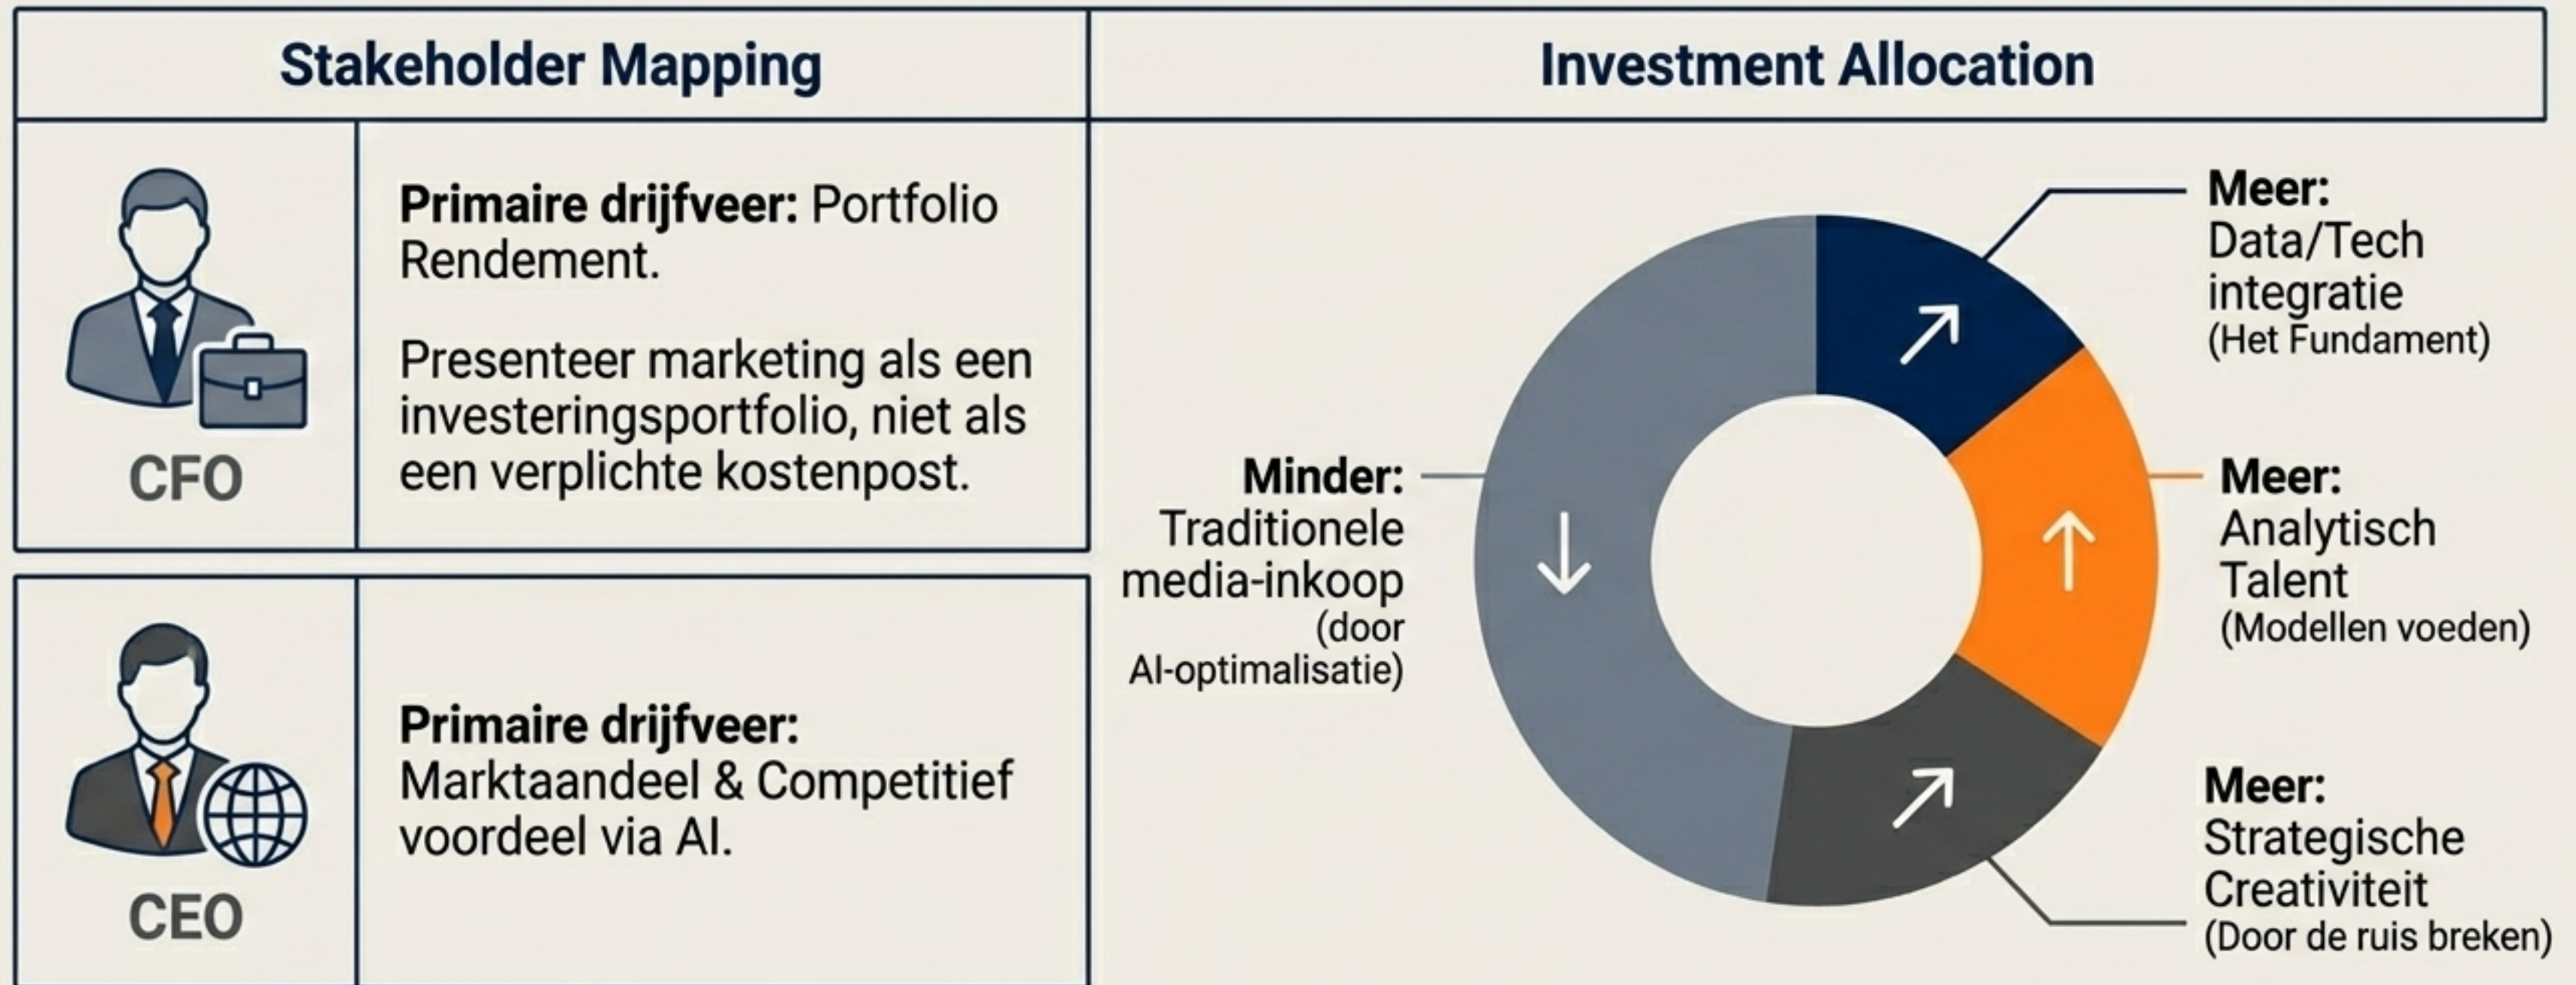 Stakeholder Mapping
Investment Allocation
CFO
Primaire drijfveer: Portfolio
Rendement.
Presenteer marketing als een
investeringsportfolio, niet als
een verplichte kostenpost.
CEO
Primaire drijfveer:
Marktaandeel & Competitief
voordeel via AI.
Minder:
Traditionele
media-inkoop
(door
AI-optimalisatie)
Meer:
Data/Tech
integratie
(Het Fundament)
Meer:
Analytisch
Talent
(Modellen voeden)
Meer:
Strategische
Creativiteit
(Door de ruis breken)